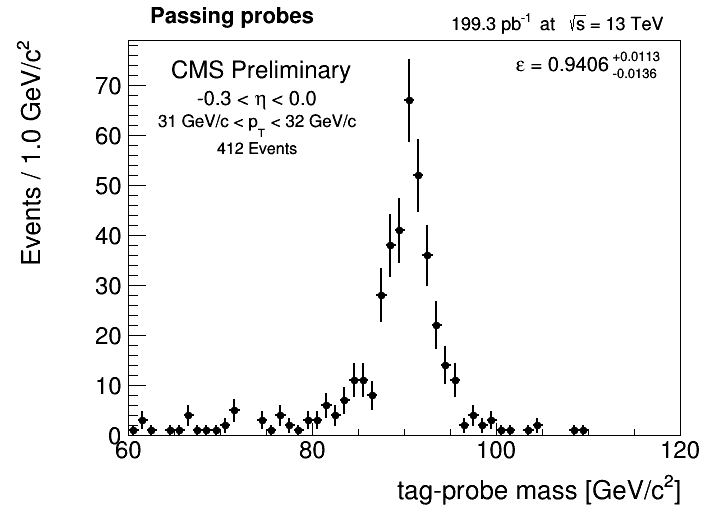 Passing probes
199.3 pb-1 at √s = 13 TeV
CMS Preliminary
ε = 0.9406 +0.0113 -0.0136
-0.3 < η < 0.0
31 GeV/c < pT < 32 GeV/c
412 Events
Events / 1.0 GeV/c2
70
60
50
40
30
20
10
0
60 80 100 120
tag-probe mass [GeV/c2]